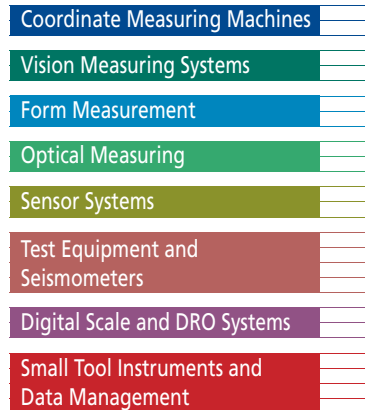 Coordinate Measuring Machines
Vision Measuring Systems
Form Measurement
Optical Measuring
Sensor Systems
Test Equipment and
Seismometers
Digital Scale and DRO Systems
Small Tool Instruments and
Data Management